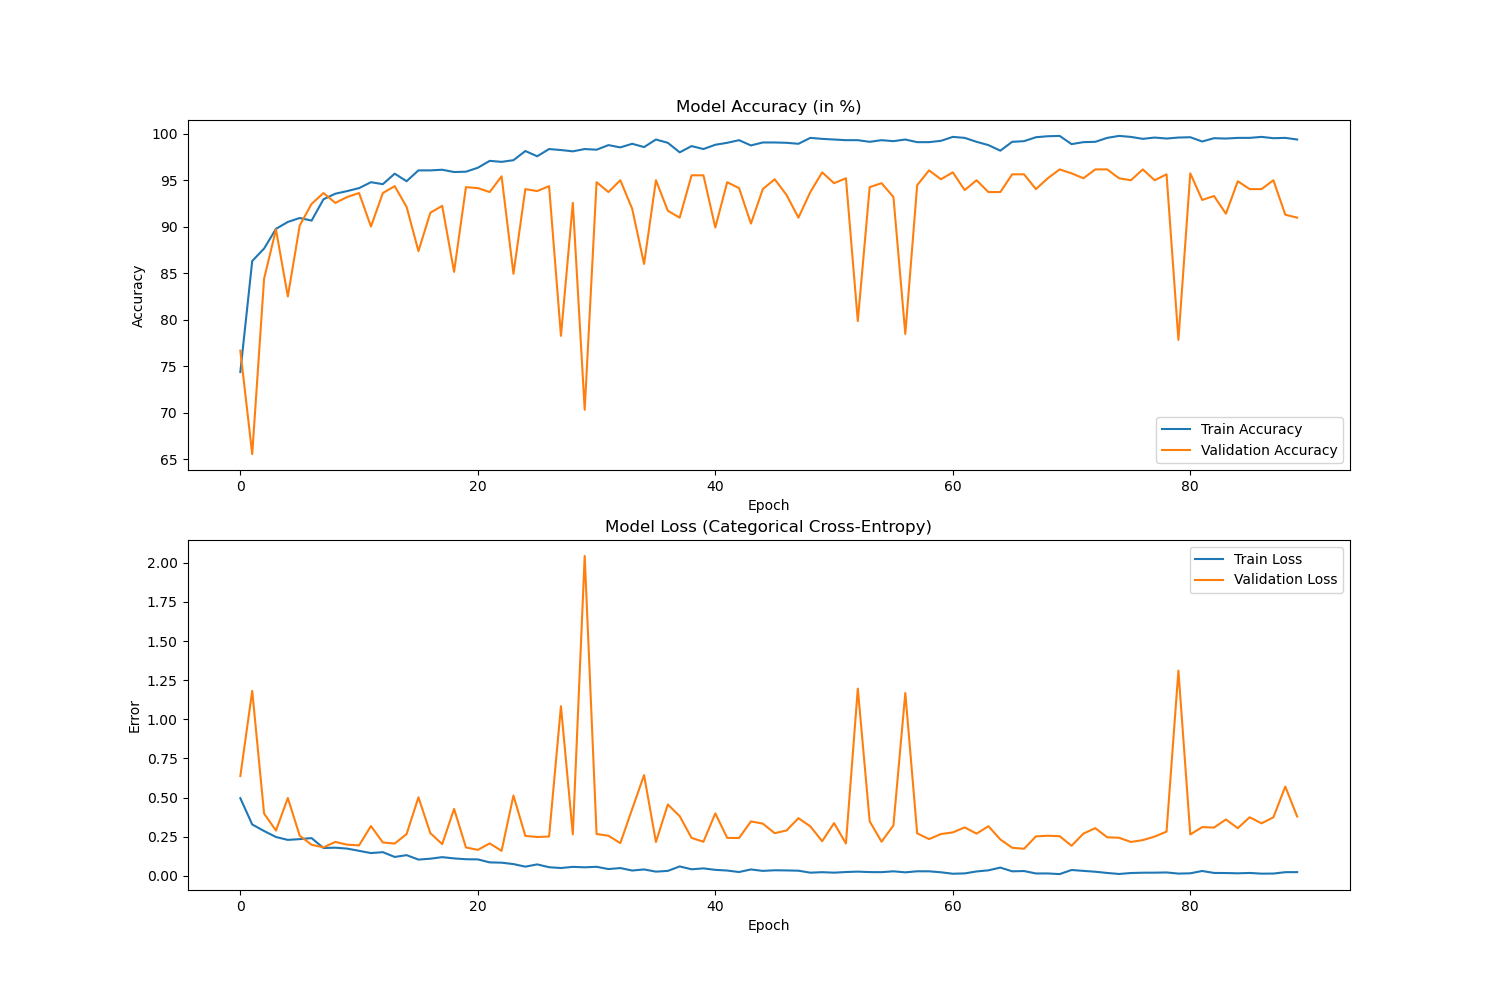 Model Accuracy (in %)
100
95
90
85
80
75
70
65
Accuracy
Train Accuracy
Validation Accuracy
0 20 40 60 80
Epoch
Model Loss (Categorical Cross-Entropy)
2.00
1.75
1.50
1.25
1.00
0.75
0.50
0.25
0.00
Error
Train Loss
Validation Loss
0 20 40 60 80
Epoch